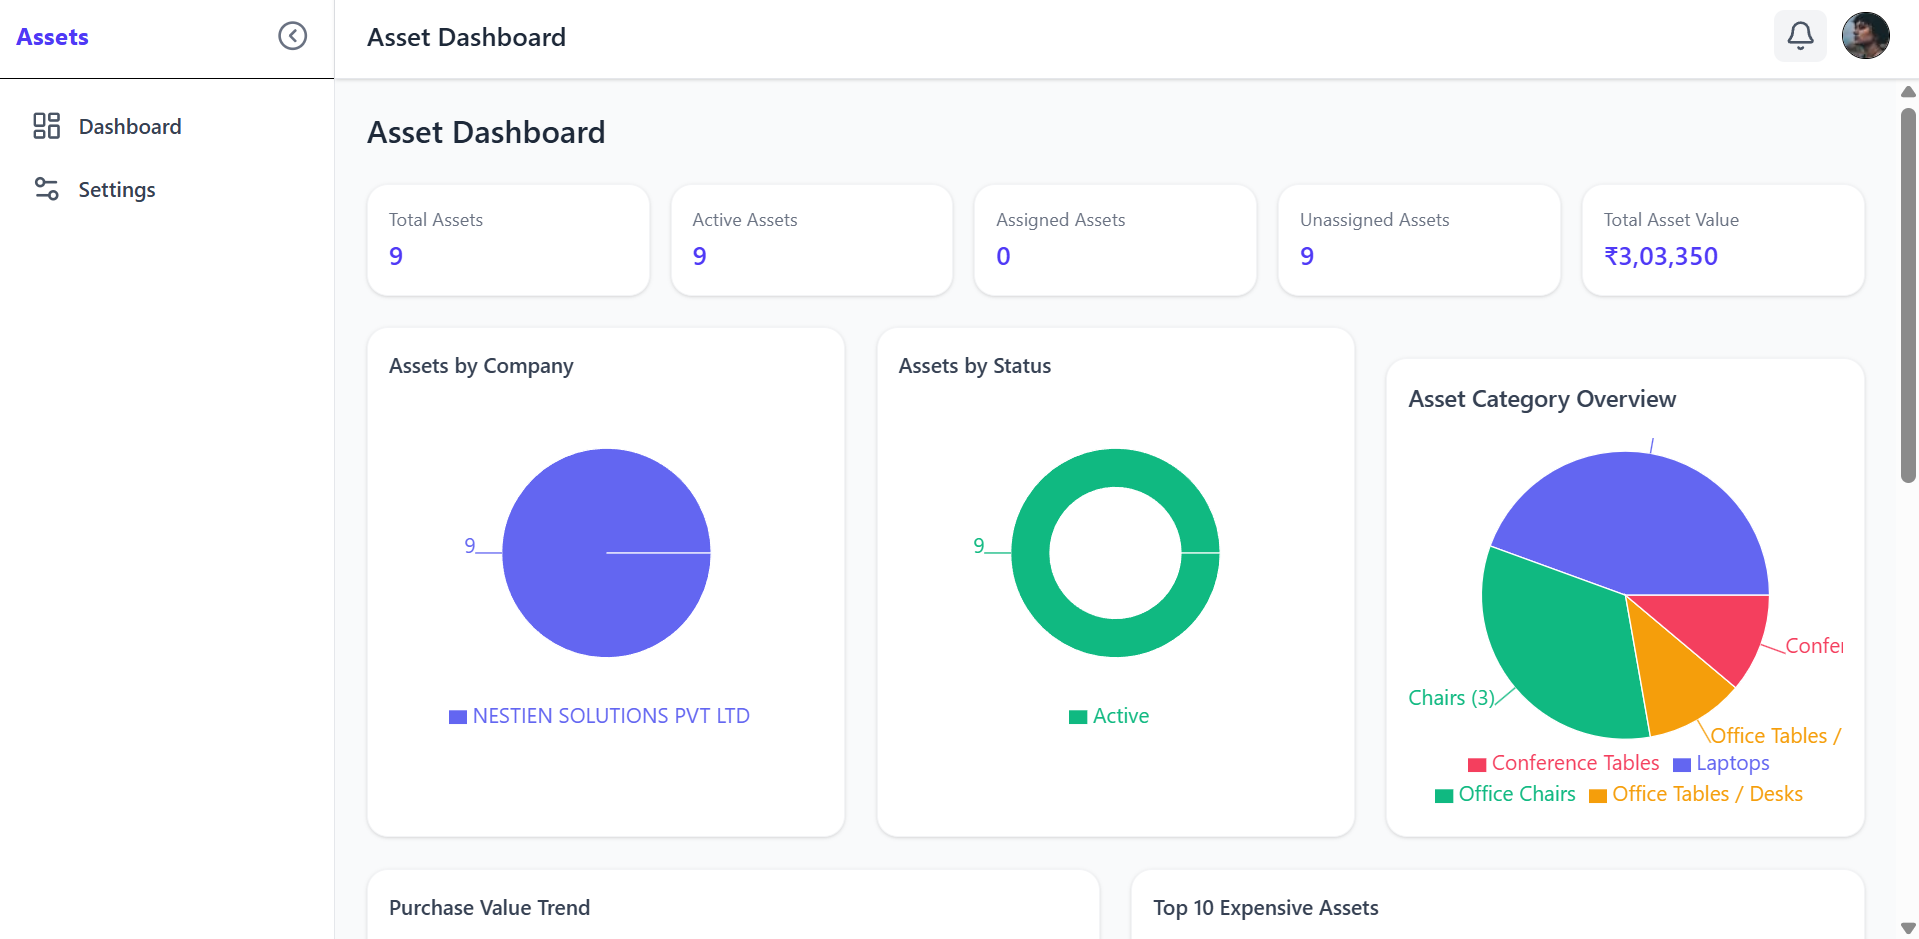 Assets
Asset Dashboard
Dashboard
Settings
Asset Dashboard
Total Assets
9
Active Assets
9
Assigned Assets
0
Unassigned Assets
9
Total Asset Value
₹3,03,350
Assets by Company
9
NESTIEN SOLUTIONS PVT LTD
Assets by Status
9
Active
Asset Category Overview
Chairs (3)
Office Tables /
Conference Tables Laptops
Office Chairs Office Tables / Desks
Purchase Value Trend
Top 10 Expensive Assets